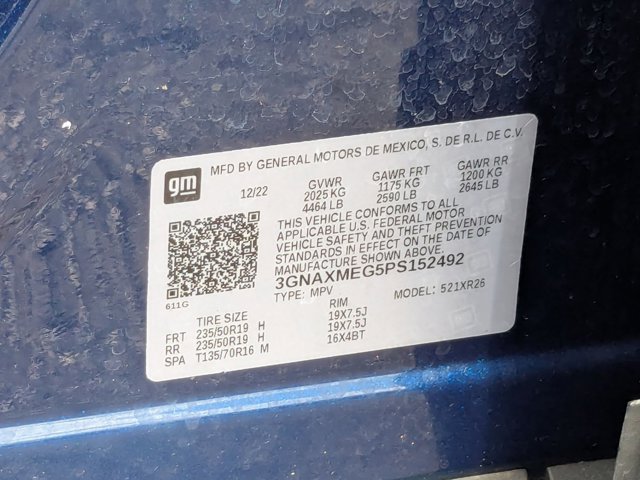 MFD BY GENERAL MOTORS DE MEXICO, S. DE R.L. DE C.V.
gm
12/22
GVWR GAWR FRT GAWR RR
2025 KG 1175 KG 1200 KG
4464 LB 2590 LB 2645 LB
THIS VEHICLE CONFORMS TO ALL
APPLICABLE U.S. FEDERAL MOTOR
VEHICLE SAFETY AND THEFT PREVENTION
STANDARDS IN EFFECT ON THE DATE OF
MANUFACTURE SHOWN ABOVE.
3GNAXMEG5PS152492
TYPE: MPV MODEL: 521XR26
611G
TIRE SIZE RIM
FRT 235/50R19 H 19X7.5J
RR 235/50R19 H 19X7.5J
SPA T135/70R16 M 16X4BT